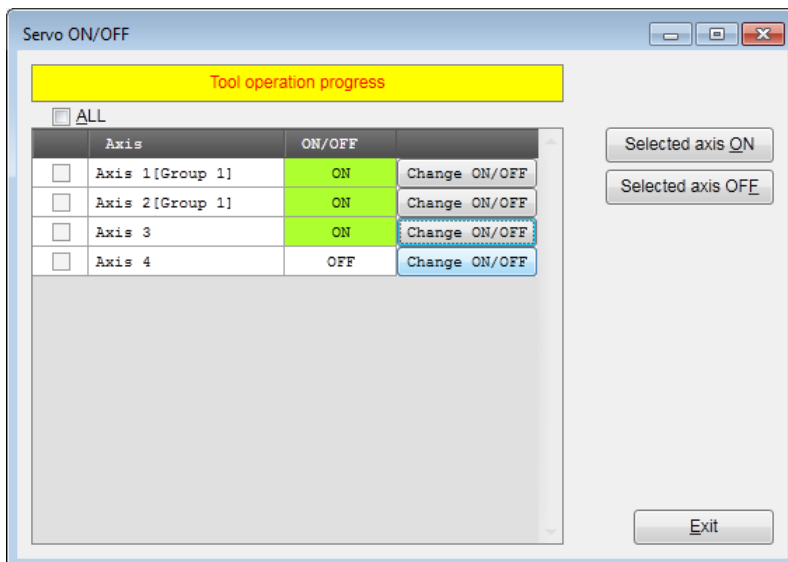 Servo ON/OFF
Tool operation progress
ALL
Axis ON/OFF
Axis 1[Group 1] ON Change ON/OFF
Axis 2[Group 1] ON Change ON/OFF
Axis 3 ON Change ON/OFF
Axis 4 OFF Change ON/OFF
Selected axis ON
Selected axis OFF
Exit